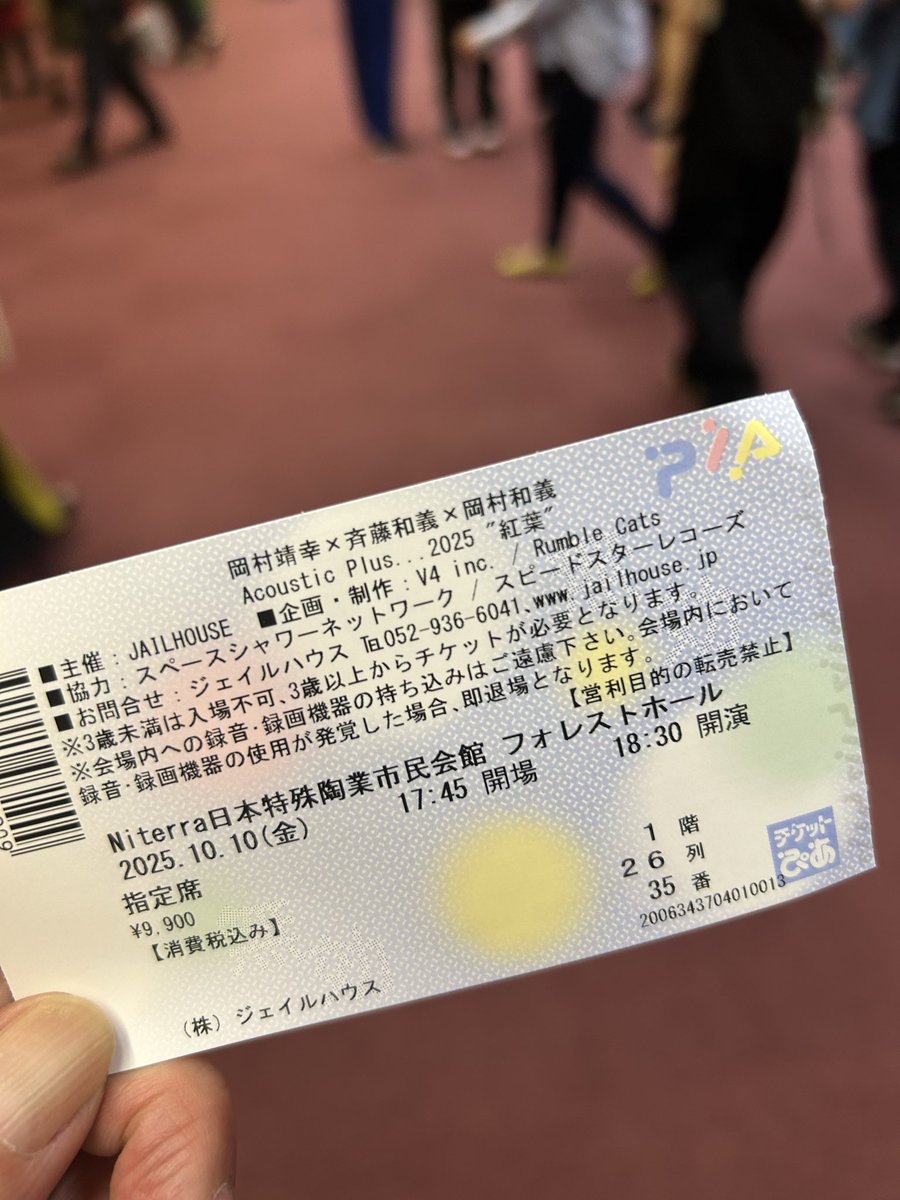 PIA
岡村靖幸×斉藤和義×岡村和義
Acoustic Plus...2025 "紅葉"
■主催：JAILHOUSE ■企画・制作：V4 inc. / Rumble Cats
■協力：スペースシャワーネットワーク / スピードスターレコーズ
■お問合せ：ジェイルハウス ℡052-936-6041、www.jailhouse.jp
※3歳未満は入場不可、3歳以上からチケットが必要となります。
※会場内への録音・録画機器の持ち込みはご遠慮下さい。会場内において
録音・録画機器の使用が発覚した場合、即退場となります。
【営利目的の転売禁止】
Niterra日本特殊陶業市民会館 フォレストホール
2025.10.10(金) 17:45 開場 18:30 開演
指定席 1 階
¥9,900 26 列
【消費税込み】 35 番
2006343704010013
チケットぴあ
(株) ジェイルハウス